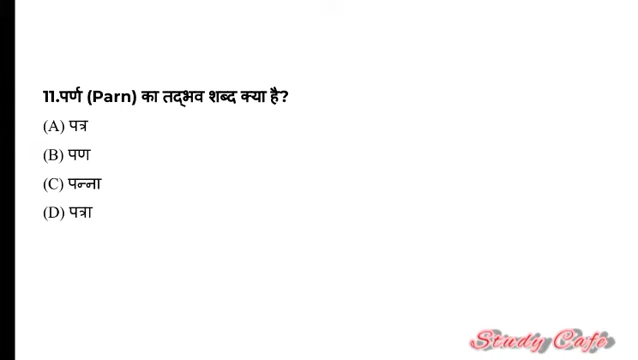 11.पर्ण (Parn) का तद्भव शब्द क्या है?
(A) पत्र
(B) पण
(C) पन्ना
(D) पत्रा
Study Cafe